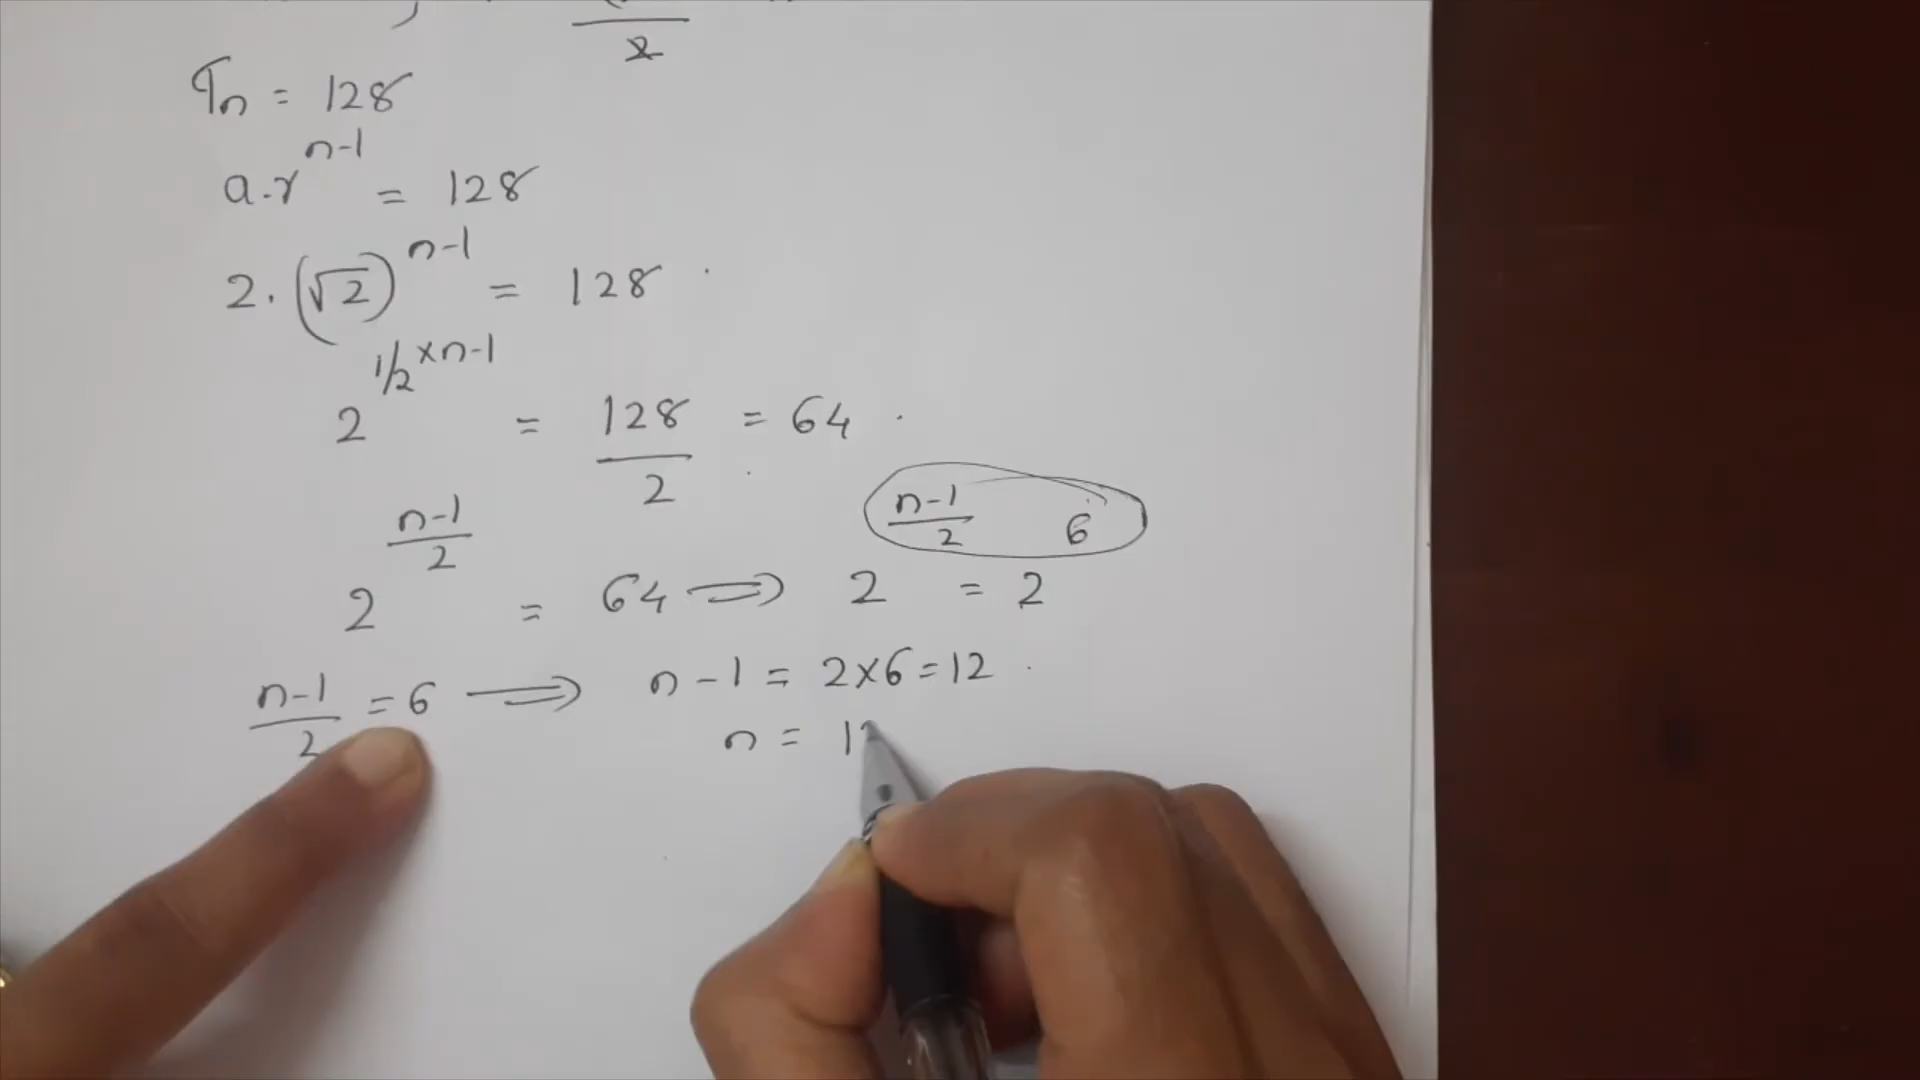 2
Tn = 128
a.r^(n-1) = 128
2.(√2)^(n-1) = 128
2^(1/2 × n-1) = 128/2 = 64
2^((n-1)/2) = 64 ⟹ 2^((n-1)/2) = 2^6
(n-1)/2 = 6 ⟹ n-1 = 2×6 = 12
n = 1